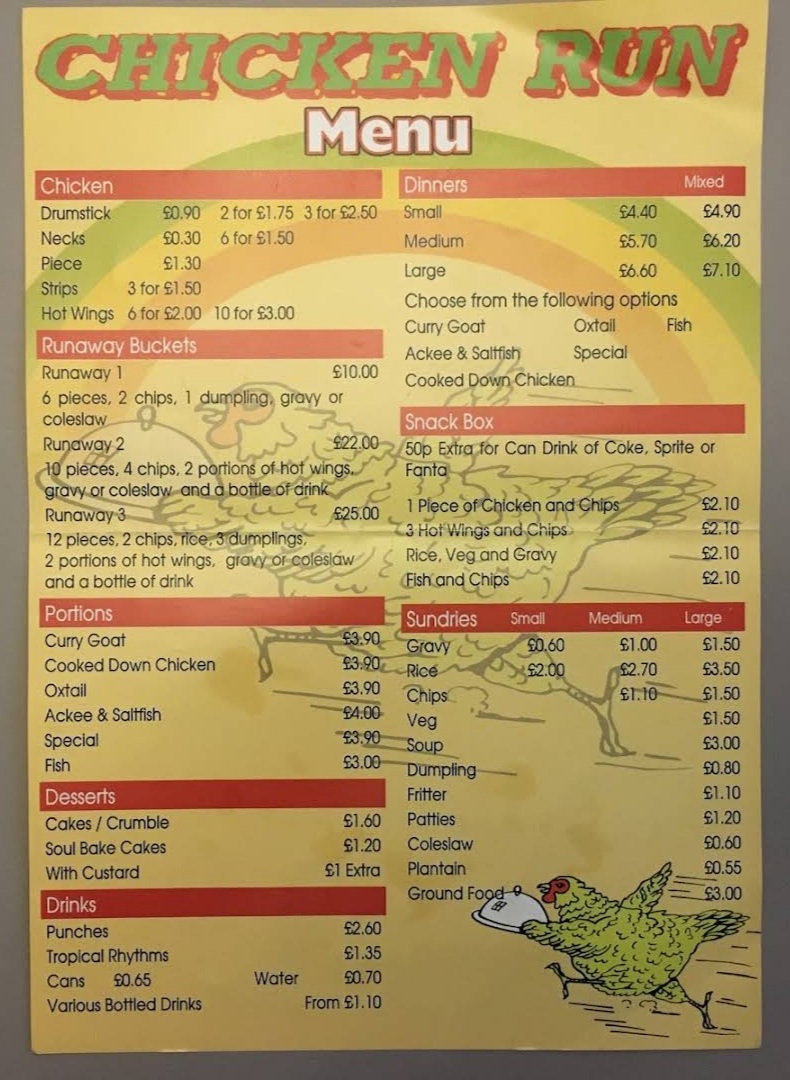 CHICKEN RUN
Menu
Chicken
Drumstick £0.90 2 for £1.75 3 for £2.50
Necks £0.30 6 for £1.50
Piece £1.30
Strips 3 for £1.50
Hot Wings 6 for £2.00 10 for £3.00
Runaway Buckets
Runaway 1 £10.00
6 pieces, 2 chips, 1 dumpling, gravy or
coleslaw
Runaway 2 £22.00
10 pieces, 4 chips, 2 portions of hot wings,
gravy or coleslaw and a bottle of drink
Runaway 3 £25.00
12 pieces, 2 chips, rice, 3 dumplings,
2 portions of hot wings, gravy or coleslaw
and a bottle of drink
Portions
Curry Goat £3.90
Cooked Down Chicken £3.90
Oxtail £3.90
Ackee & Saltfish £4.00
Special £3.90
Fish £3.00
Desserts
Cakes / Crumble £1.60
Soul Bake Cakes £1.20
With Custard £1 Extra
Drinks
Punches £2.60
Tropical Rhythms £1.35
Cans £0.65 Water £0.70
Various Bottled Drinks From £1.10
Dinners Mixed
Small £4.40 £4.90
Medium £5.70 £6.20
Large £6.60 £7.10
Choose from the following options
Curry Goat Oxtail Fish
Ackee & Saltfish Special
Cooked Down Chicken
Snack Box
50p Extra for Can Drink of Coke, Sprite or
Fanta
1 Piece of Chicken and Chips £2.10
3 Hot Wings and Chips £2.10
Rice, Veg and Gravy £2.10
Fish and Chips £2.10
Sundries Small Medium Large
Gravy £0.60 £1.00 £1.50
Rice £2.00 £2.70 £3.50
Chips £1.10 £1.50
Veg £1.50
Soup £3.00
Dumpling £0.80
Fritter £1.10
Patties £1.20
Coleslaw £0.60
Plantain £0.55
Ground Food £3.00